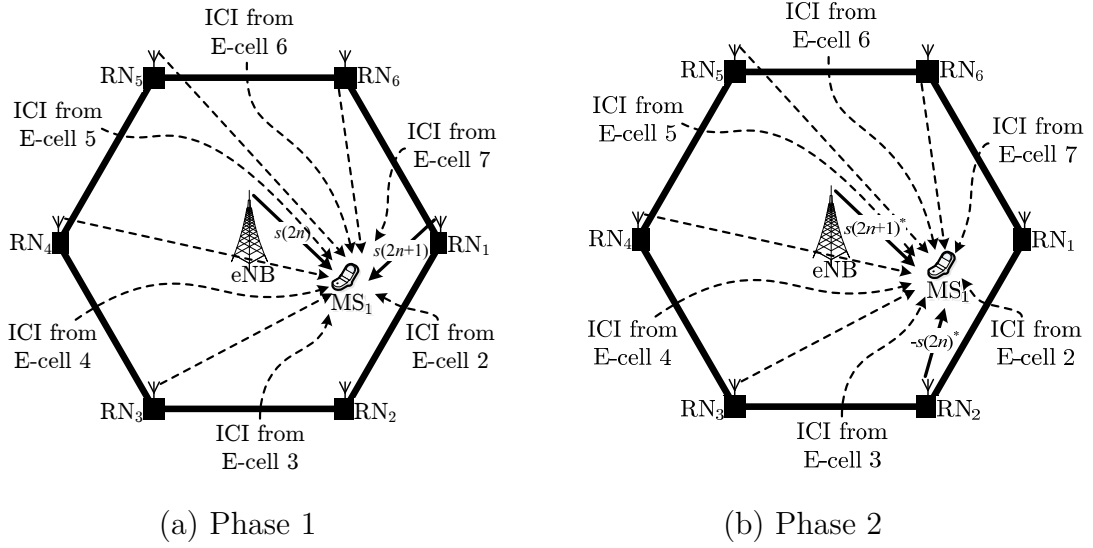 ICI from
E-cell 6
RN₅
RN₆
ICI from
E-cell 5
ICI from
E-cell 7
s(2n)
s(2n+1)
RN₄
RN₁
eNB
MS₁
ICI from
E-cell 4
ICI from
E-cell 2
RN₃
RN₂
ICI from
E-cell 3
(a) Phase 1
ICI from
E-cell 6
RN₅
RN₆
ICI from
E-cell 5
ICI from
E-cell 7
s(2n+1)*
RN₄
RN₁
eNB
MS₁
ICI from
E-cell 4
ICI from
E-cell 2
-s(2n)*
RN₃
RN₂
ICI from
E-cell 3
(b) Phase 2